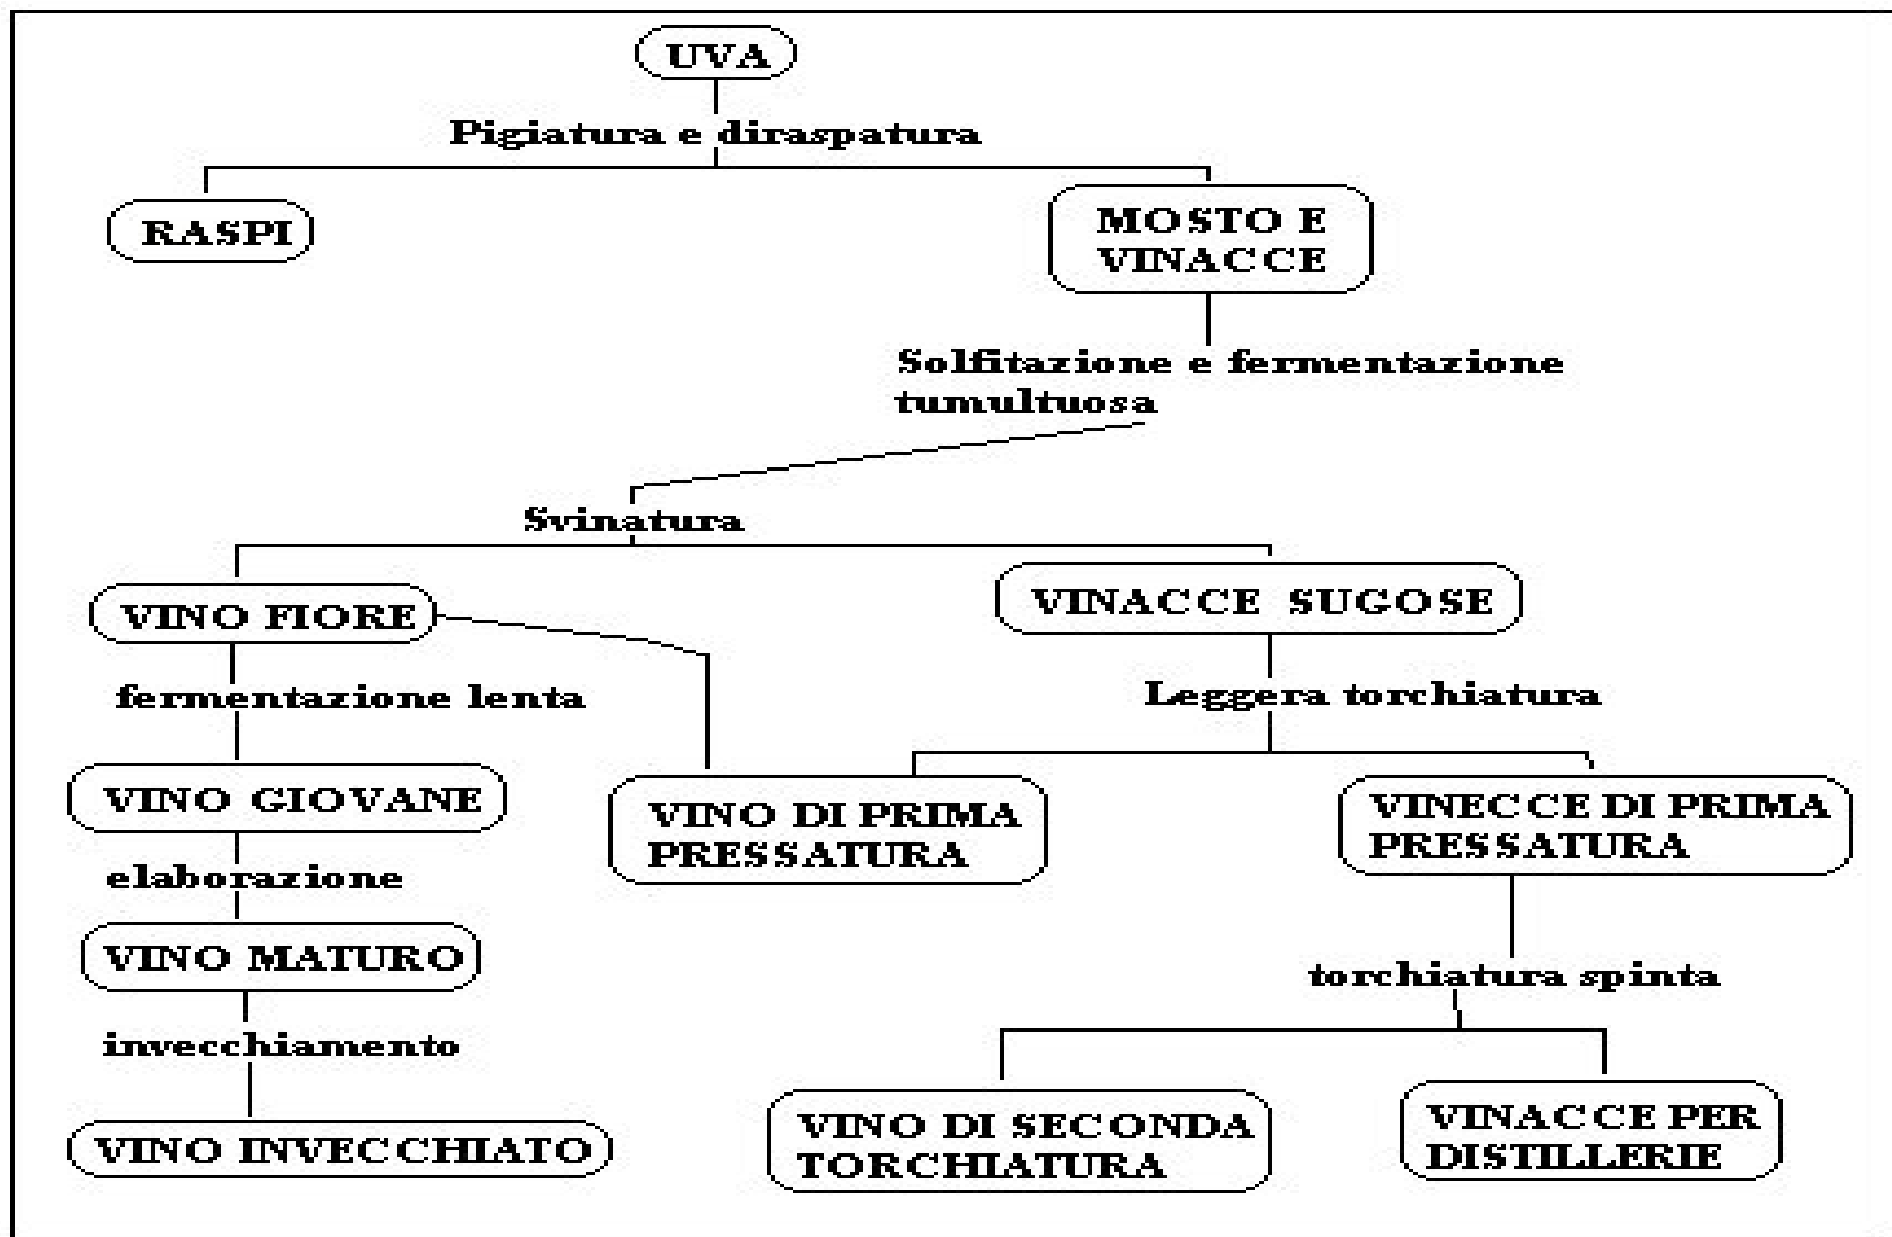 UVA
Pigiatura e diraspatura
RASPI
MOSTO E
VINACCE
Solfitazione e fermentazione
tumultuosa
Svinatura
VINO FIORE
VINACCE SUGOSE
fermentazione lenta
Leggera torchiatura
VINO GIOVANE
VINO DI PRIMA
PRESSATURA
VINECCE DI PRIMA
PRESSATURA
elaborazione
VINO MATURO
torchiatura spinta
invecchiamento
VINO INVECCHIATO
VINO DI SECONDA
TORCHIATURA
VINACCE PER
DISTILLERIE